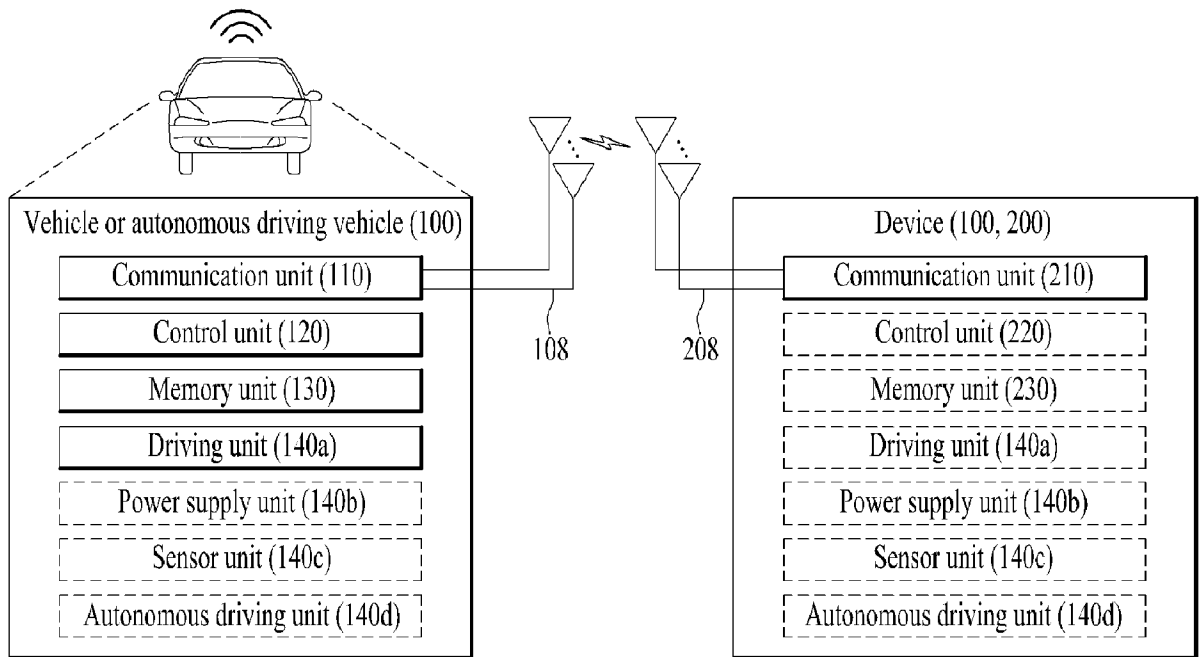 Vehicle or autonomous driving vehicle (100)
Communication unit (110)
Control unit (120)
Memory unit (130)
Driving unit (140a)
Power supply unit (140b)
Sensor unit (140c)
Autonomous driving unit (140d)
108
208
Device (100, 200)
Communication unit (210)
Control unit (220)
Memory unit (230)
Driving unit (140a)
Power supply unit (140b)
Sensor unit (140c)
Autonomous driving unit (140d)